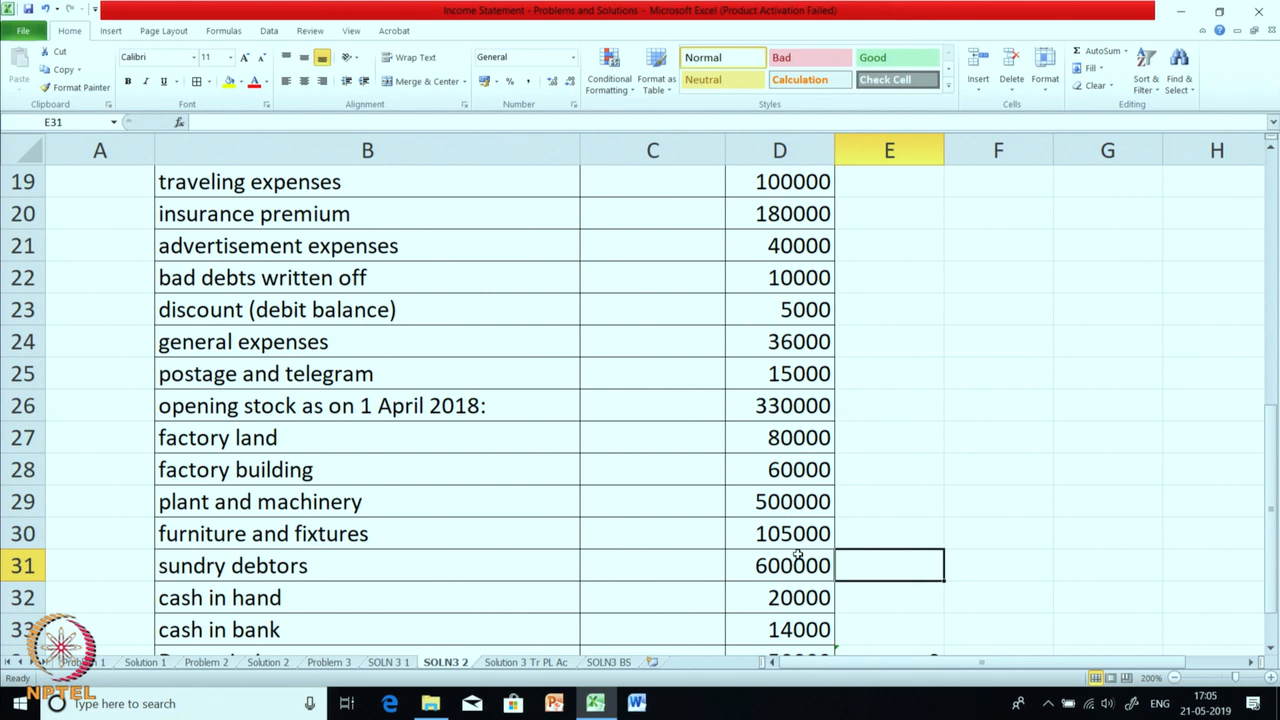 Income Statement - Problems and Solutions – Microsoft Excel (Product Activation Failed)
File Home Insert Page Layout Formulas Data Review View Acrobat
Paste
Cut
Copy
Format Painter
Clipboard
Calibri 11
B I U A
Font
Wrap Text
Merge & Center
Alignment
General
Number
Conditional Formatting
Format as Table
Normal Bad Good
Neutral Calculation Check Cell
Styles
Insert Delete Format
Cells
AutoSum
Fill
Clear
Sort & Filter
Find & Select
Editing
E31 fx
A B C D E F G H
19 traveling expenses 100000
20 insurance premium 180000
21 advertisement expenses 40000
22 bad debts written off 10000
23 discount (debit balance) 5000
24 general expenses 36000
25 postage and telegram 15000
26 opening stock as on 1 April 2018: 330000
27 factory land 80000
28 factory building 60000
29 plant and machinery 500000
30 furniture and fixtures 105000
31 sundry debtors 600000
32 cash in hand 20000
33 cash in bank 14000
Problem 2 Solution 1 Solution 2 Problem 3 SOLN 3 1 SOLN3 2 Solution 3 Tr PL Ac SOLN3 BS
Ready 200%
NPTEL
Type here to search
ENG
17:05
21-05-2019